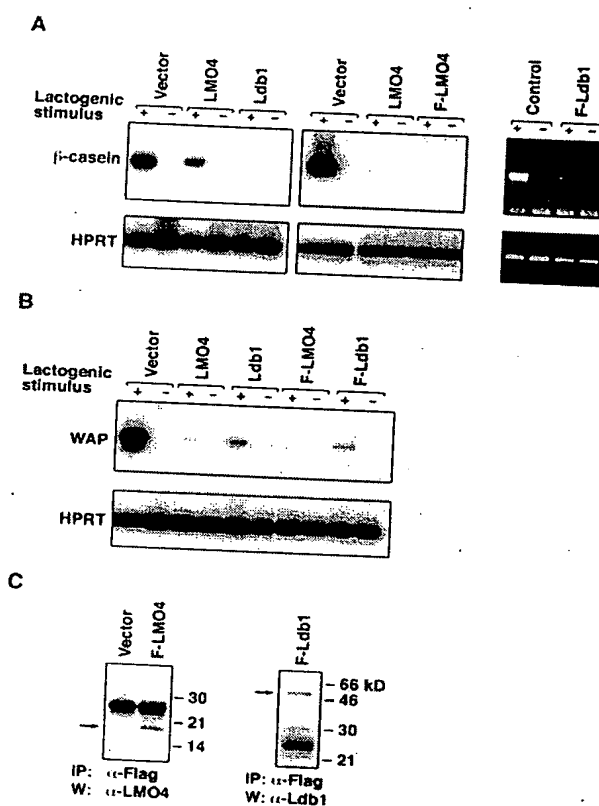 A
Vector
LMO4
Ldb1
Vector
LMO4
F-LMO4
Control
F-Ldb1
Lactogenic
stimulus
+ − + − + −
+ − + − + −
+ − + −
β-casein
HPRT
B
Vector
LMO4
Ldb1
F-LMO4
F-Ldb1
Lactogenic
stimulus
+ − + − + − + − + −
WAP
HPRT
C
Vector
F-LMO4
F-Ldb1
30
21
14
66 kD
46
30
21
IP: α-Flag
W: α-LMO4
IP: α-Flag
W: α-Ldb1